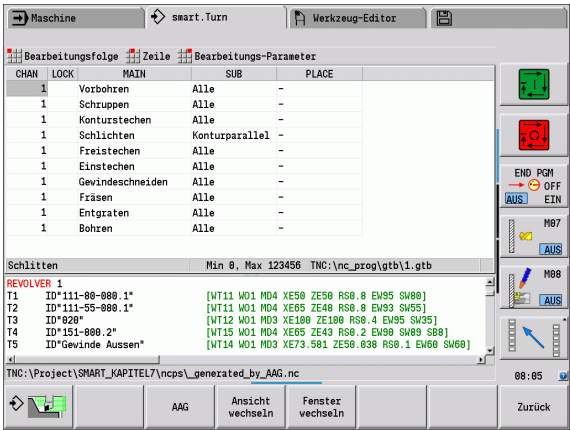 Maschine smart.Turn Werkzeug-Editor
Bearbeitungsfolge Zeile Bearbeitungs-Parameter
CHAN LOCK MAIN SUB PLACE
1 Vorbohren Alle -
1 Schruppen Alle -
1 Konturstechen Alle -
1 Schlichten Konturparallel -
1 Freistechen Alle -
1 Einstechen Alle -
1 Gewindeschneiden Alle -
1 Fräsen Alle -
1 Entgraten Alle -
1 Bohren Alle -
Schlitten Min 0, Max 123456 TNC:\nc_prog\gtb\1.gtb
REVOLVER 1
T1 ID"111-80-080.1" [WT11 WO1 MD4 XE50 ZE50 RS0.8 EW95 SW80]
T2 ID"111-55-080.1" [WT11 WO1 MD4 XE65 ZE48 RS0.8 EW93 SW55]
T3 ID"020" [WT12 WO1 MD3 XE100 ZE100 RS0.4 EW95 SW35]
T4 ID"151-800.2" [WT15 WO1 MD4 XE65 ZE43 RS0.2 EW90 SW89 SB8]
T5 ID"Gewinde Aussen" [WT14 WO1 MD3 XE73.581 ZE50.038 RS0.1 EW60 SW60]
TNC:\Project\SMART_KAPITEL7\ncps\_generated_by_AAG.nc
END PGM
OFF
AUS EIN
M07
AUS
M08
AUS
08:05
AAG
Ansicht wechseln
Fenster wechseln
Zurück